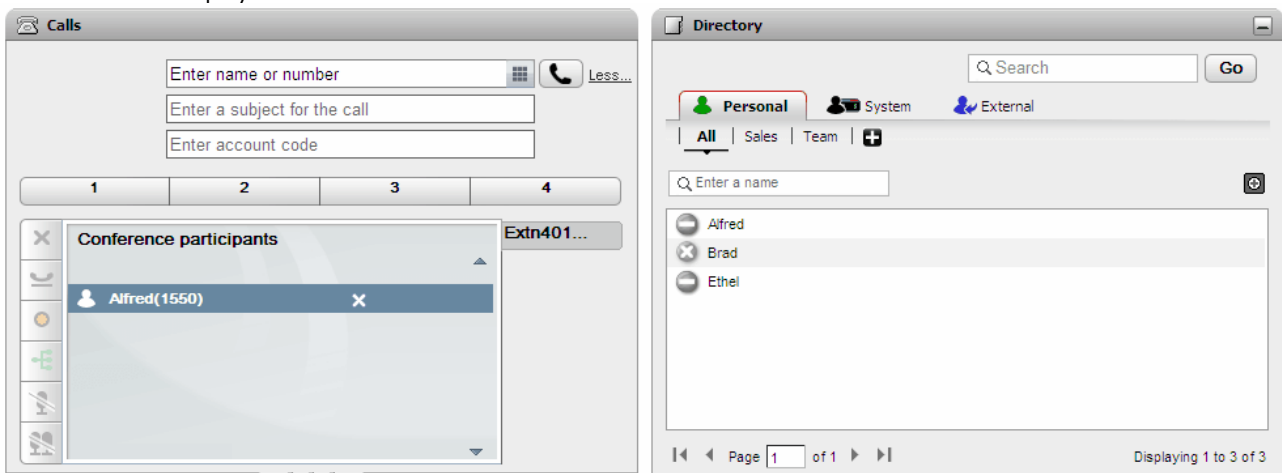 Calls
Enter name or number
Less...
Enter a subject for the call
Enter account code
1 2 3 4
Conference participants
Extn401...
Alfred(1550)
Directory
Search
Go
Personal System External
All Sales Team
Enter a name
Alfred
Brad
Ethel
Page 1 of 1
Displaying 1 to 3 of 3